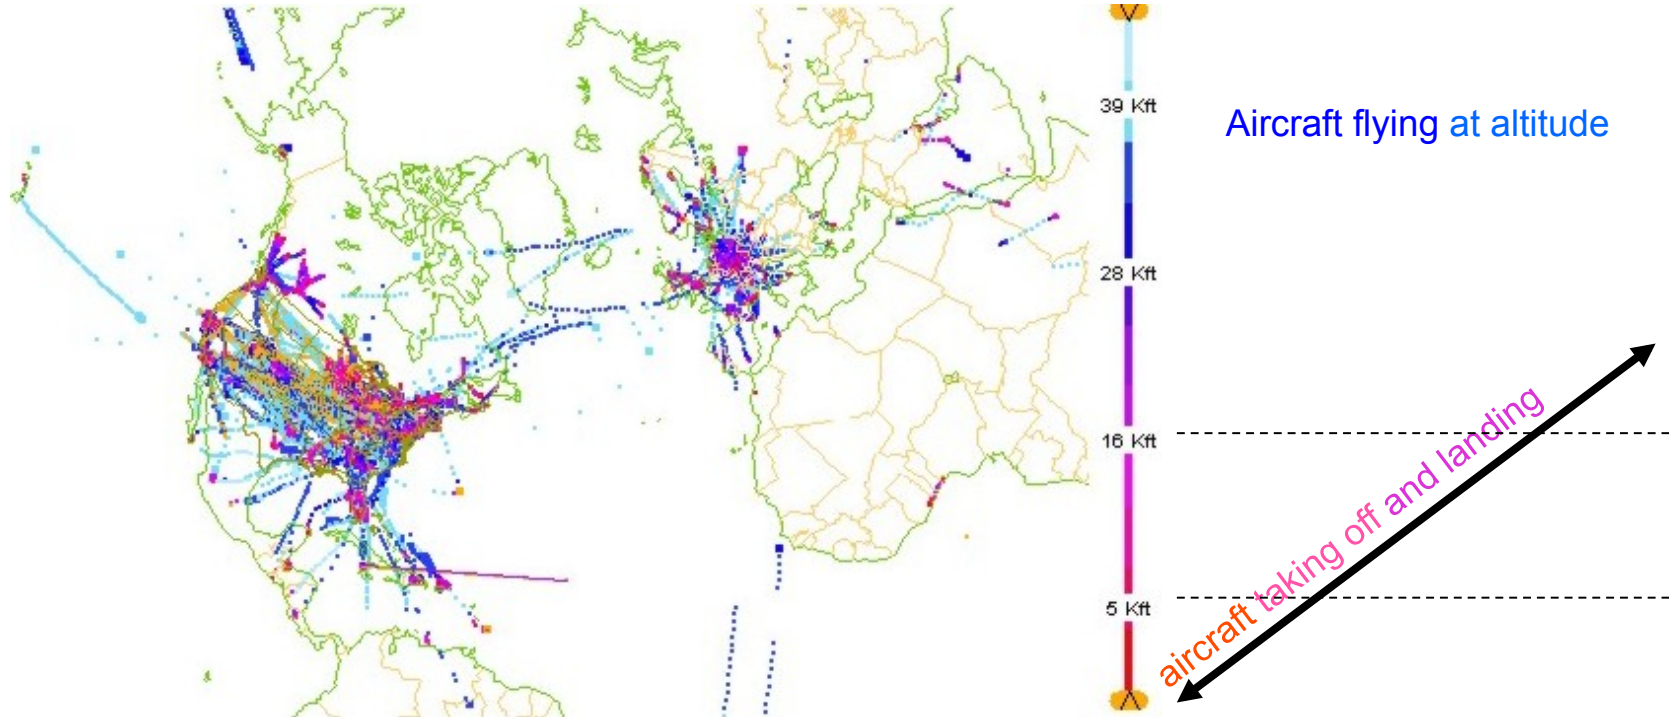 39 Kft
Aircraft flying at altitude
28 Kft
16 Kft
5 Kft
aircraft taking off and landing